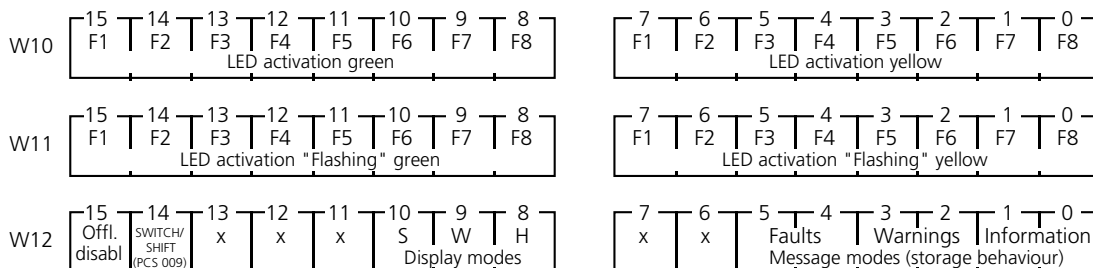 15 14 13 12 11 10 9 8 7 6 5 4 3 2 1 0
W10 F1 F2 F3 F4 F5 F6 F7 F8 F1 F2 F3 F4 F5 F6 F7 F8
LED activation green LED activation yellow
15 14 13 12 11 10 9 8 7 6 5 4 3 2 1 0
W11 F1 F2 F3 F4 F5 F6 F7 F8 F1 F2 F3 F4 F5 F6 F7 F8
LED activation "Flashing" green LED activation "Flashing" yellow
15 14 13 12 11 10 9 8 7 6 5 4 3 2 1 0
W12 Offl. SWITCH/ x x x S W H x x Faults Warnings Information
disabl SHIFT Display modes Message modes (storage behaviour)
(PCS 009)